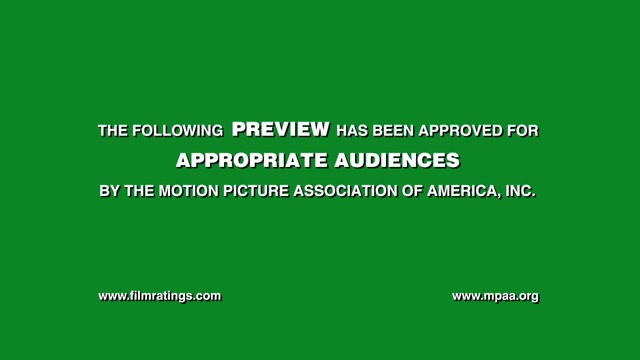 THE FOLLOWING PREVIEW HAS BEEN APPROVED FOR
APPROPRIATE AUDIENCES
BY THE MOTION PICTURE ASSOCIATION OF AMERICA, INC.
www.filmratings.com www.mpaa.org